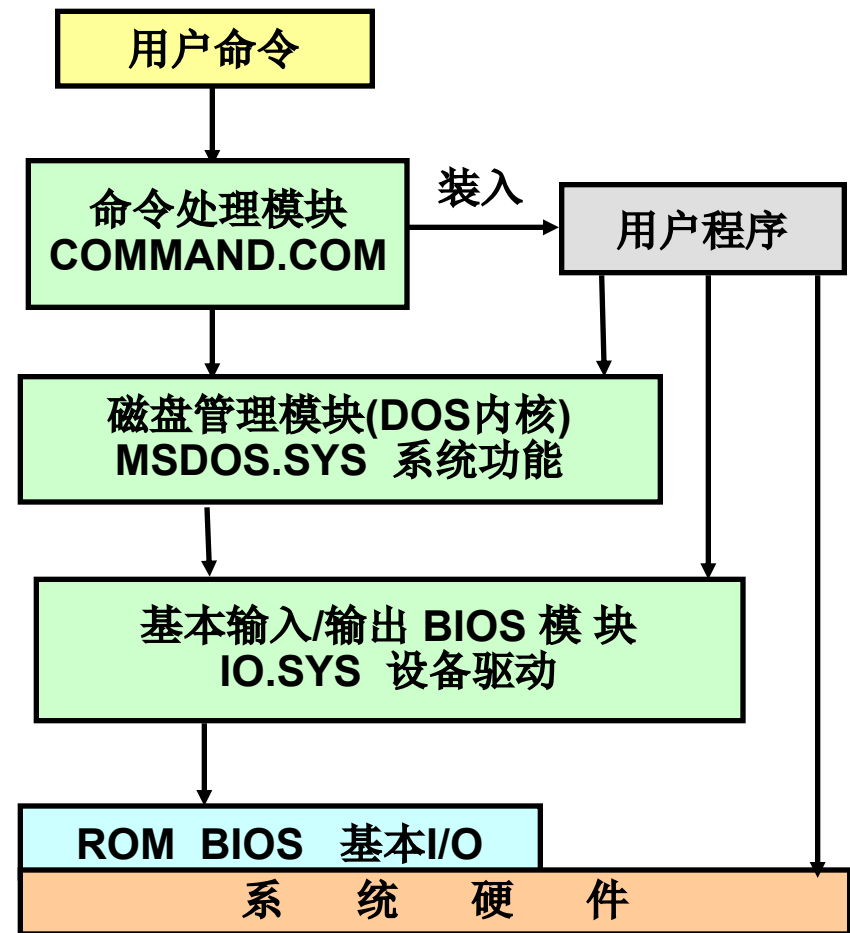 用户命令
命令处理模块
COMMAND.COM
装入
用户程序
磁盘管理模块(DOS内核)
MSDOS.SYS 系统功能
基本输入/输出 BIOS 模 块
IO.SYS 设备驱动
ROM BIOS 基本I/O
系 统 硬 件